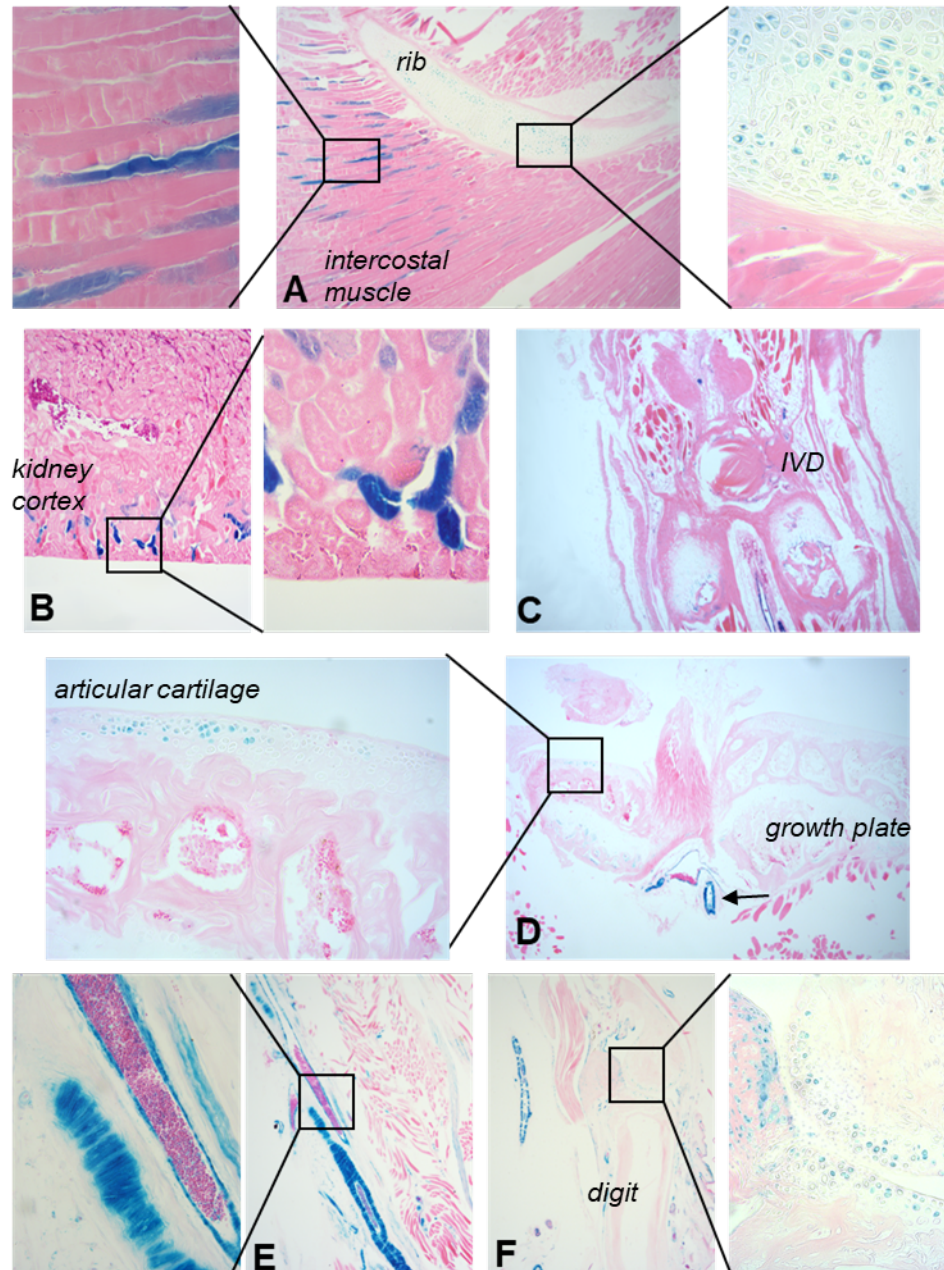 rib
intercostal
muscle
A
kidney
cortex
B
IVD
C
articular cartilage
growth plate
D
E
digit
F